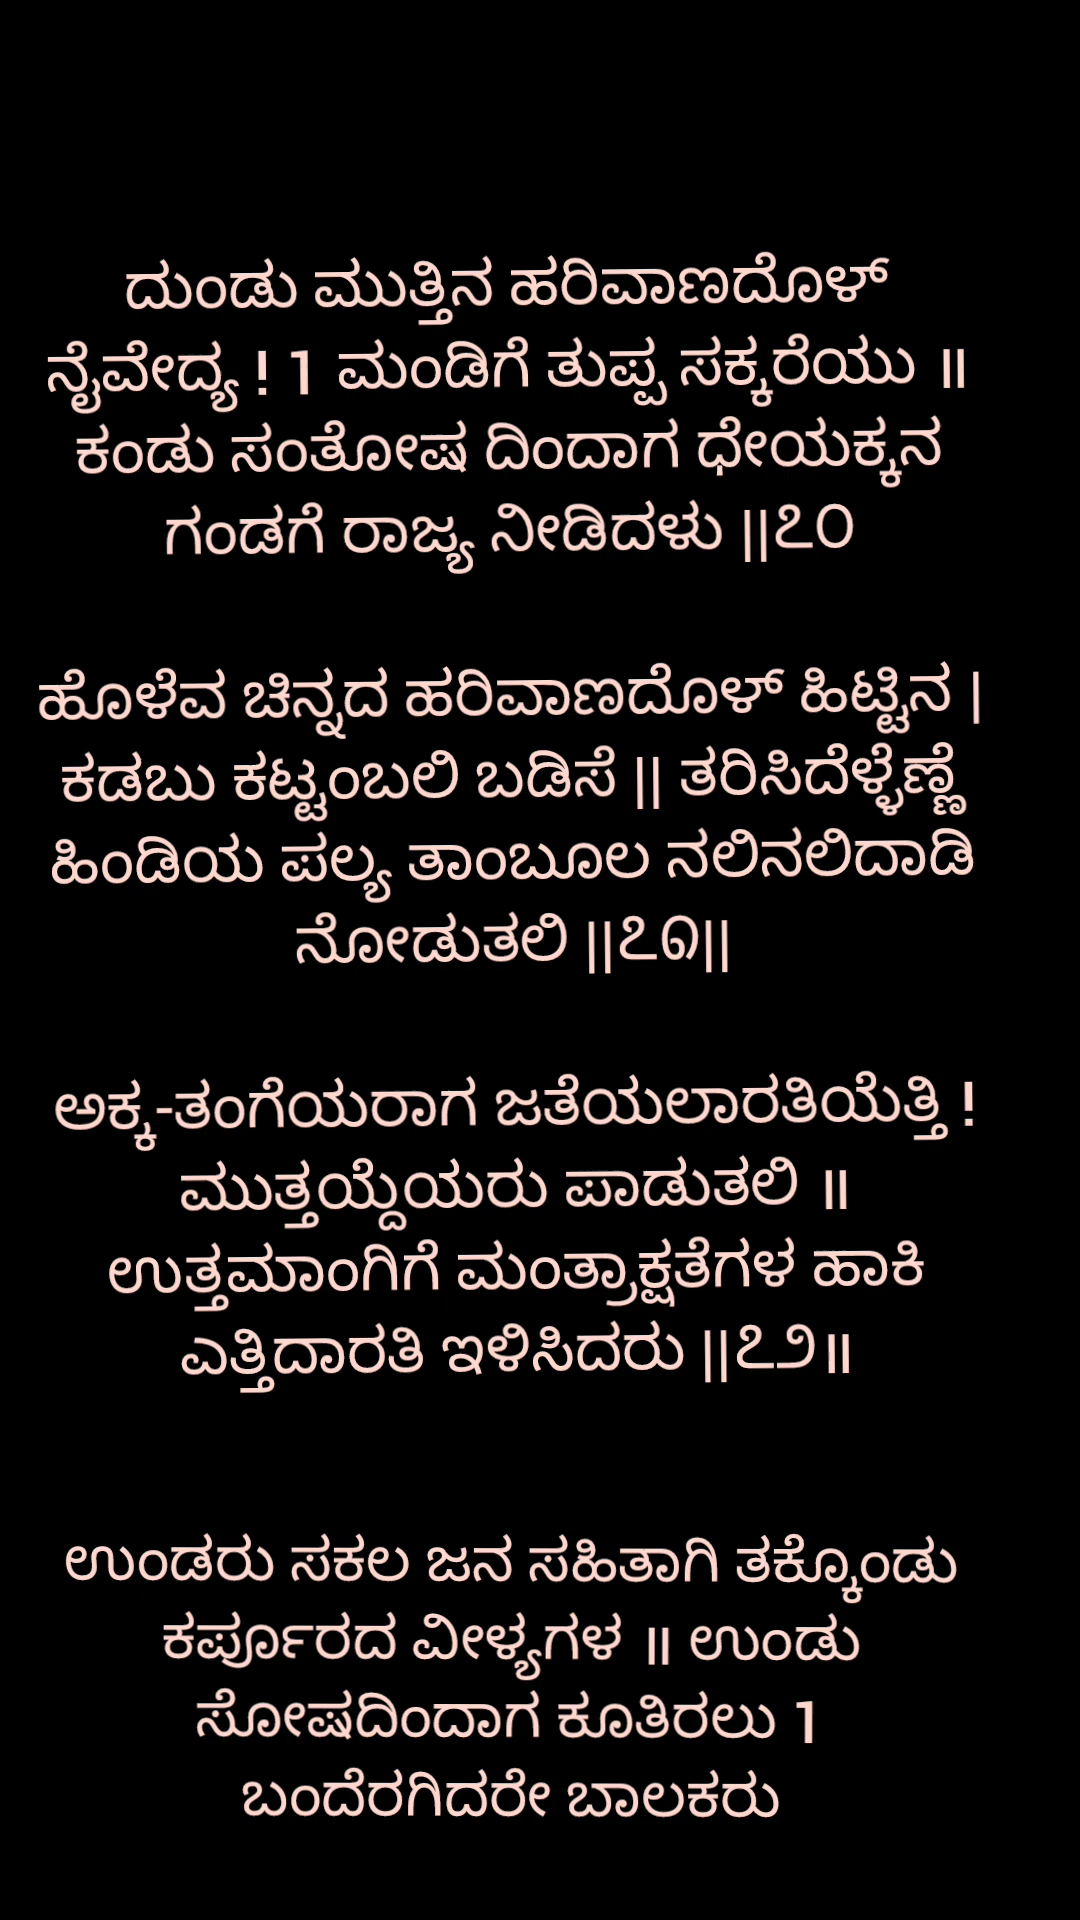 ದುಂಡು ಮುತ್ತಿನ ಹರಿವಾಣದೊಳ್
ನೈವೇದ್ಯ ! 1 ಮಂಡಿಗೆ ತುಪ್ಪ ಸಕ್ಕರೆಯು ॥
ಕಂಡು ಸಂತೋಷ ದಿಂದಾಗ ಧೇಯಕ್ಕನ
ಗಂಡಗೆ ರಾಜ್ಯ ನೀಡಿದಳು ||೭೦
ಹೊಳೆವ ಚಿನ್ನದ ಹರಿವಾಣದೊಳ್ ಹಿಟ್ಟಿನ |
ಕಡಬು ಕಟ್ಟಂಬಲಿ ಬಡಿಸೆ || ತರಿಸಿದೆಳ್ಳೆಣ್ಣೆ
ಹಿಂಡಿಯ ಪಲ್ಯ ತಾಂಬೂಲ ನಲಿನಲಿದಾಡಿ
ನೋಡುತಲಿ ||೭೧||
ಅಕ್ಕ-ತಂಗೆಯರಾಗ ಜತೆಯಲಾರತಿಯೆತ್ತಿ !
ಮುತ್ತಯ್ದೆಯರು ಪಾಡುತಲಿ ॥
ಉತ್ತಮಾಂಗಿಗೆ ಮಂತ್ರಾಕ್ಷತೆಗಳ ಹಾಕಿ
ಎತ್ತಿದಾರತಿ ಇಳಿಸಿದರು ||೭೨॥
ಉಂಡರು ಸಕಲ ಜನ ಸಹಿತಾಗಿ ತಕ್ಕೊಂಡು
ಕರ್ಪೂರದ ವೀಳ್ಯಗಳ ॥ ಉಂಡು
ಸೋಷದಿಂದಾಗ ಕೂತಿರಲು 1
ಬಂದೆರಗಿದರೇ ಬಾಲಕರು